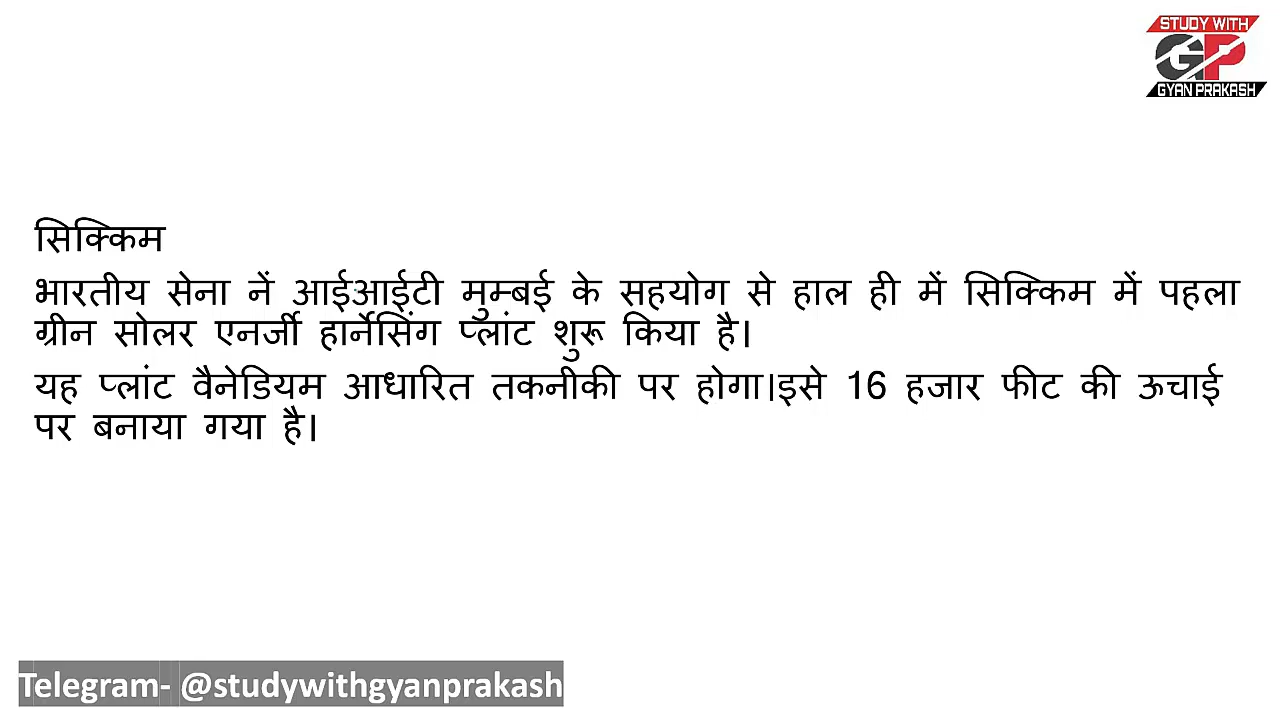 STUDY WITH
GP
GYAN PRAKASH
सिक्किम
भारतीय सेना नें आईआईटी मुम्बई के सहयोग से हाल ही में सिक्किम में पहला
ग्रीन सोलर एनर्जी हार्नेसिंग प्लांट शुरू किया है।
यह प्लांट वैनेडियम आधारित तकनीकी पर होगा।इसे 16 हजार फीट की ऊचाई
पर बनाया गया है।
Telegram- @studywithgyanprakash